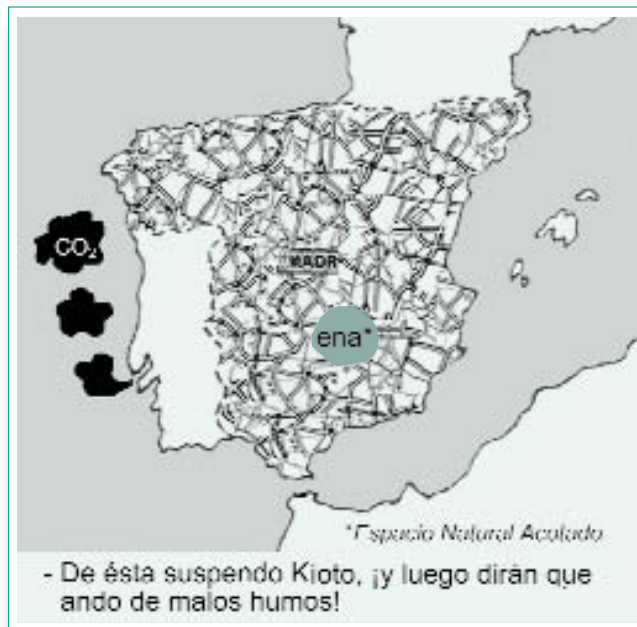 CO₂
MADR
ena*
*Espacio Natural Acotado
- De ésta suspendo Kioto, ¡y luego dirán que
ando de malos humos!